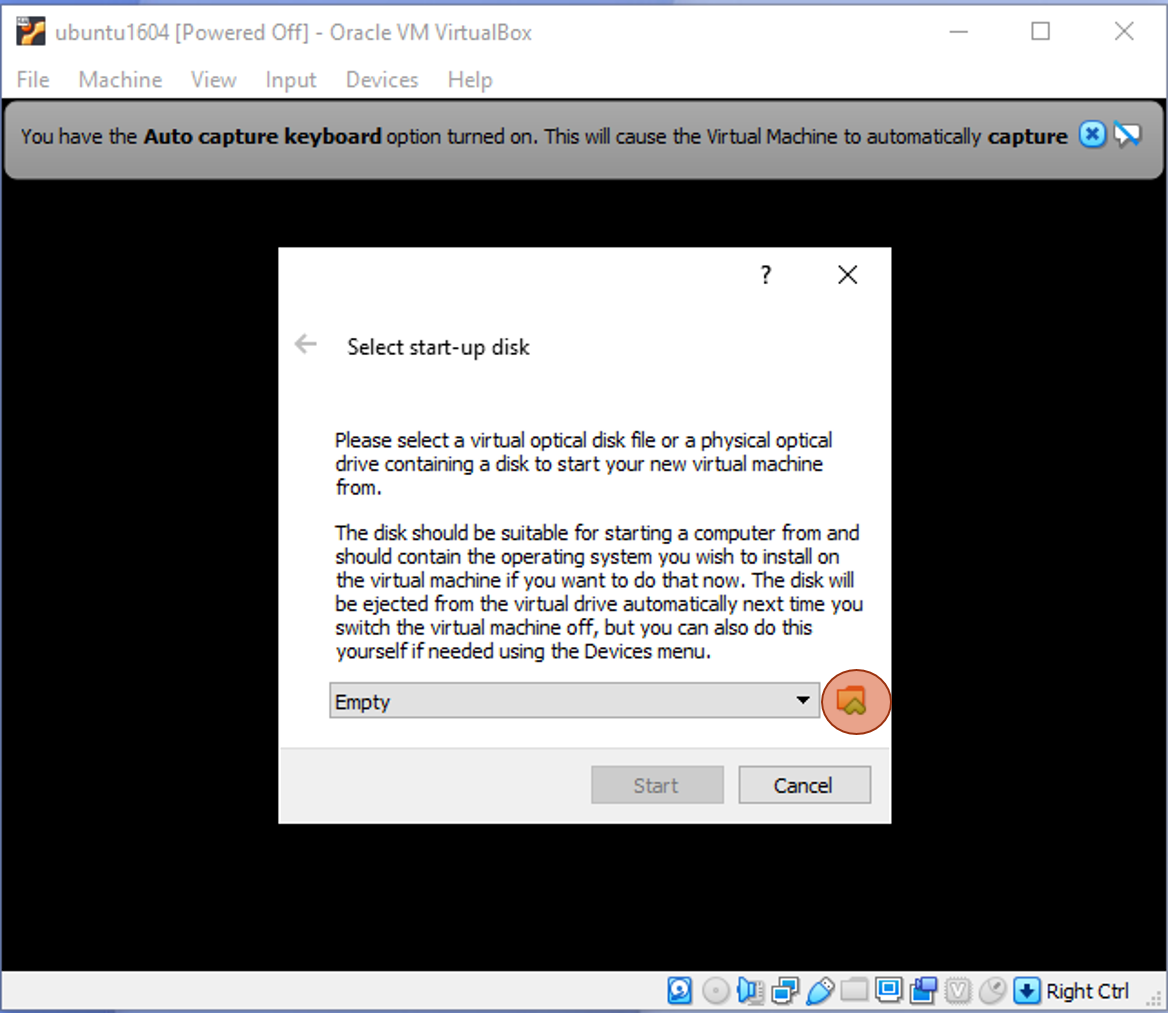 ubuntu1604 [Powered Off] - Oracle VM VirtualBox
File Machine View Input Devices Help
You have the Auto capture keyboard option turned on. This will cause the Virtual Machine to automatically capture
?
Select start-up disk
Please select a virtual optical disk file or a physical optical
drive containing a disk to start your new virtual machine
from.
The disk should be suitable for starting a computer from and
should contain the operating system you wish to install on
the virtual machine if you want to do that now. The disk will
be ejected from the virtual drive automatically next time you
switch the virtual machine off, but you can also do this
yourself if needed using the Devices menu.
Empty
Start Cancel
Right Ctrl